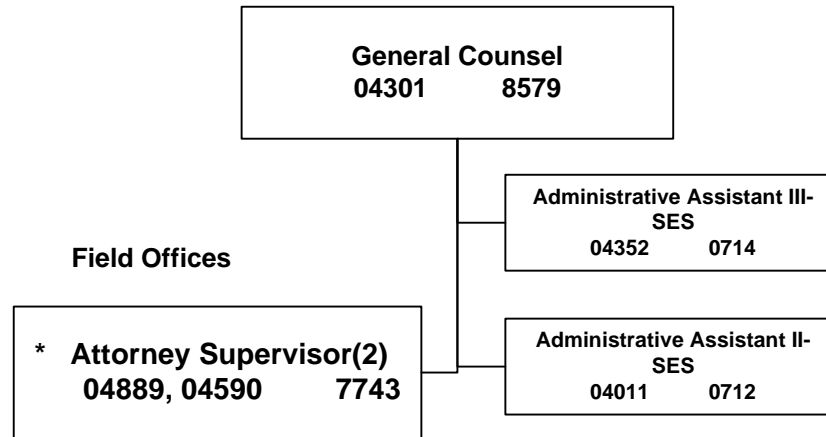 General Counsel
04301 8579
Administrative Assistant III-
SES
04352 0714
Field Offices
* Attorney Supervisor(2)
04889, 04590 7743
Administrative Assistant II-
SES
04011 0712